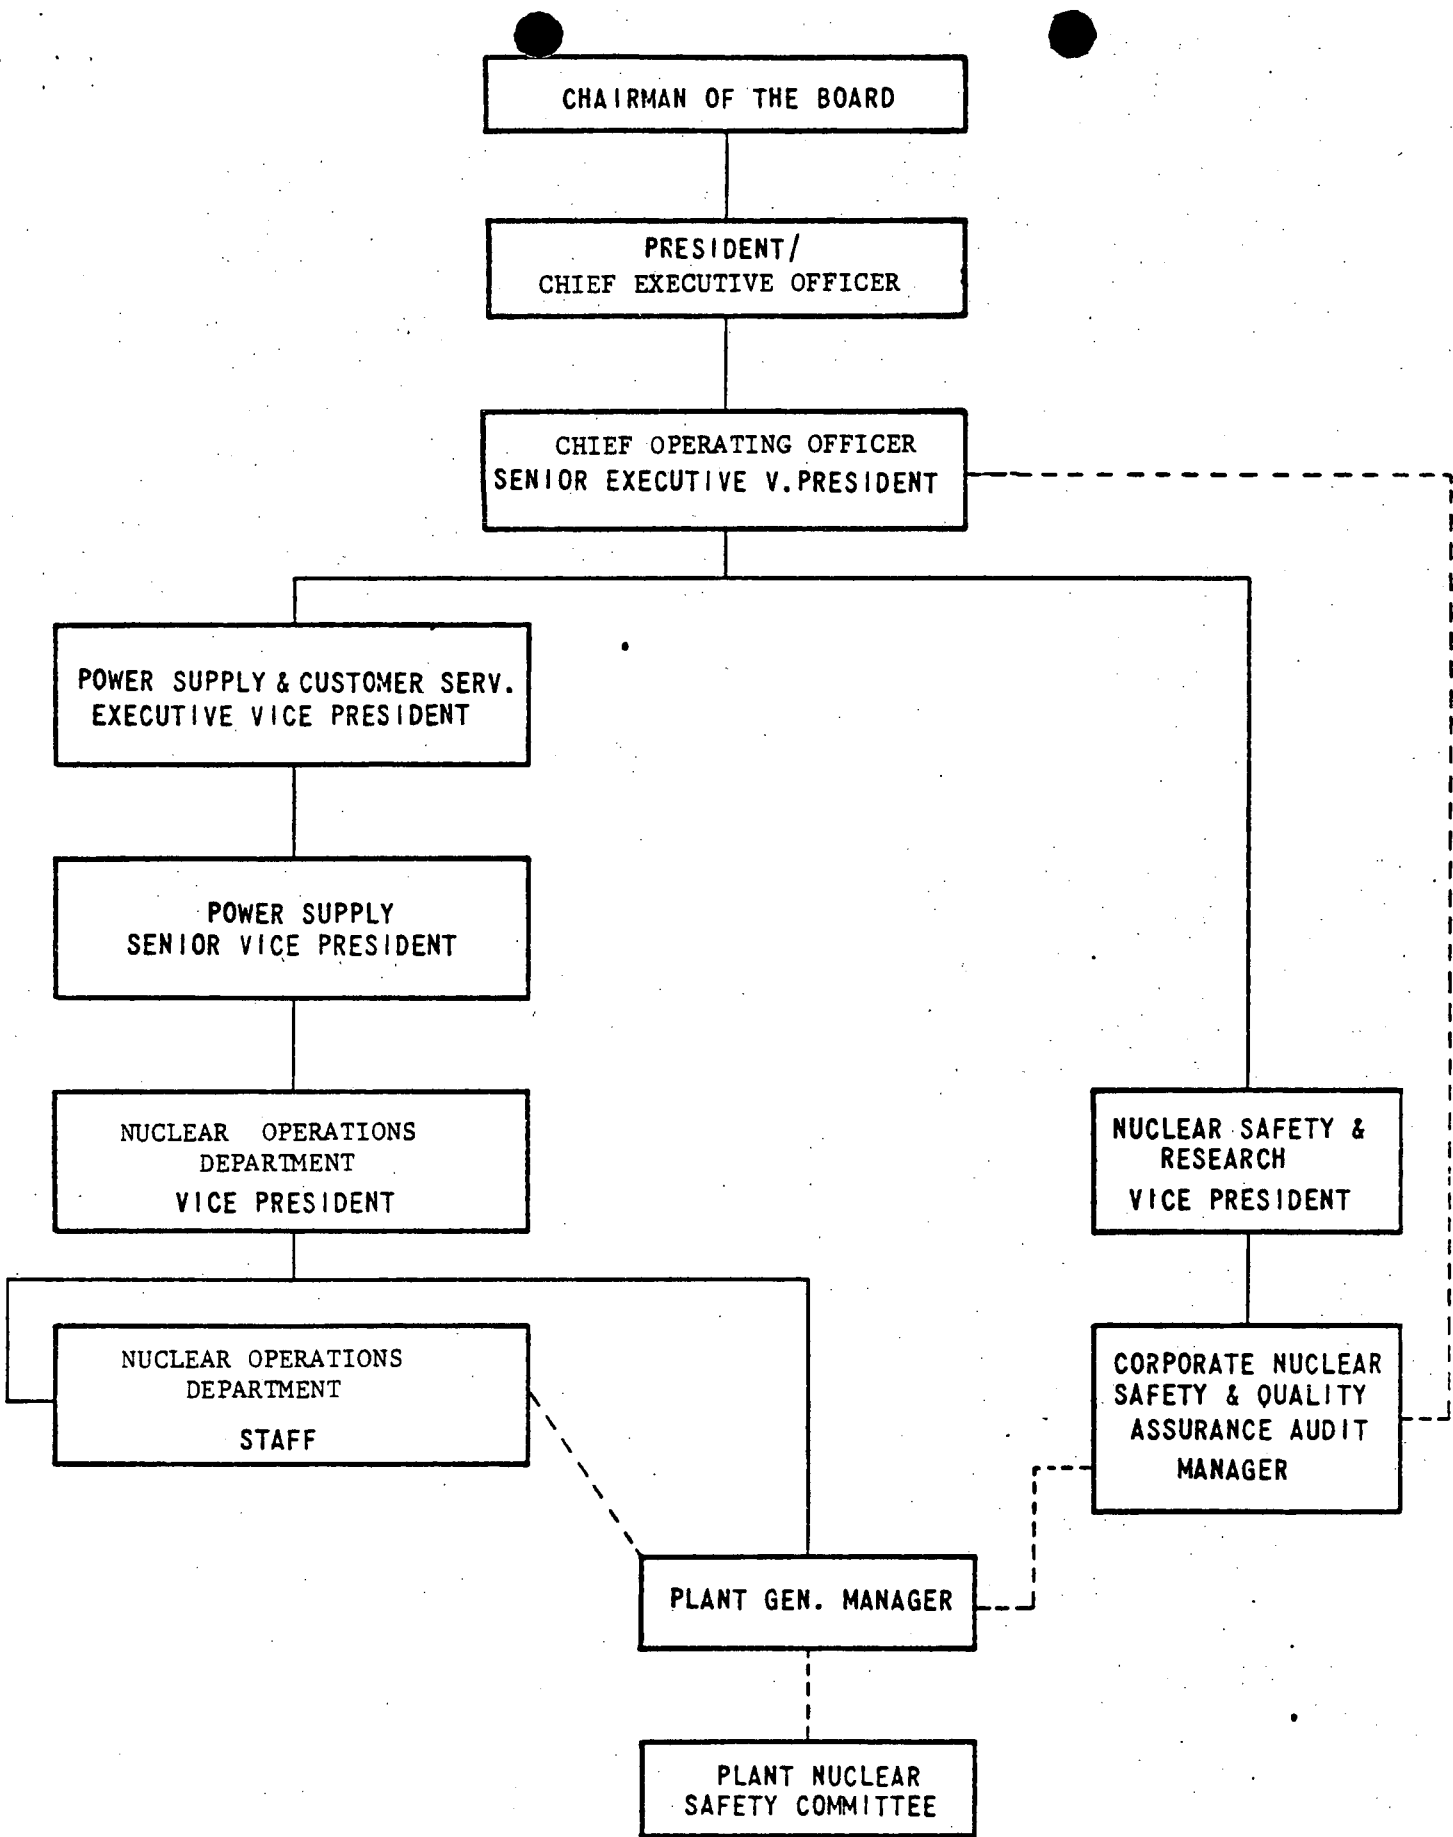 CHAIRMAN OF THE BOARD
PRESIDENT/
CHIEF EXECUTIVE OFFICER
CHIEF OPERATING OFFICER
SENIOR EXECUTIVE V. PRESIDENT
POWER SUPPLY & CUSTOMER SERV.
EXECUTIVE VICE PRESIDENT
POWER SUPPLY
SENIOR VICE PRESIDENT
NUCLEAR OPERATIONS
DEPARTMENT
VICE PRESIDENT
NUCLEAR SAFETY &
RESEARCH
VICE PRESIDENT
NUCLEAR OPERATIONS
DEPARTMENT
STAFF
CORPORATE NUCLEAR
SAFETY & QUALITY
ASSURANCE AUDIT
MANAGER
PLANT GEN. MANAGER
PLANT NUCLEAR
SAFETY COMMITTEE